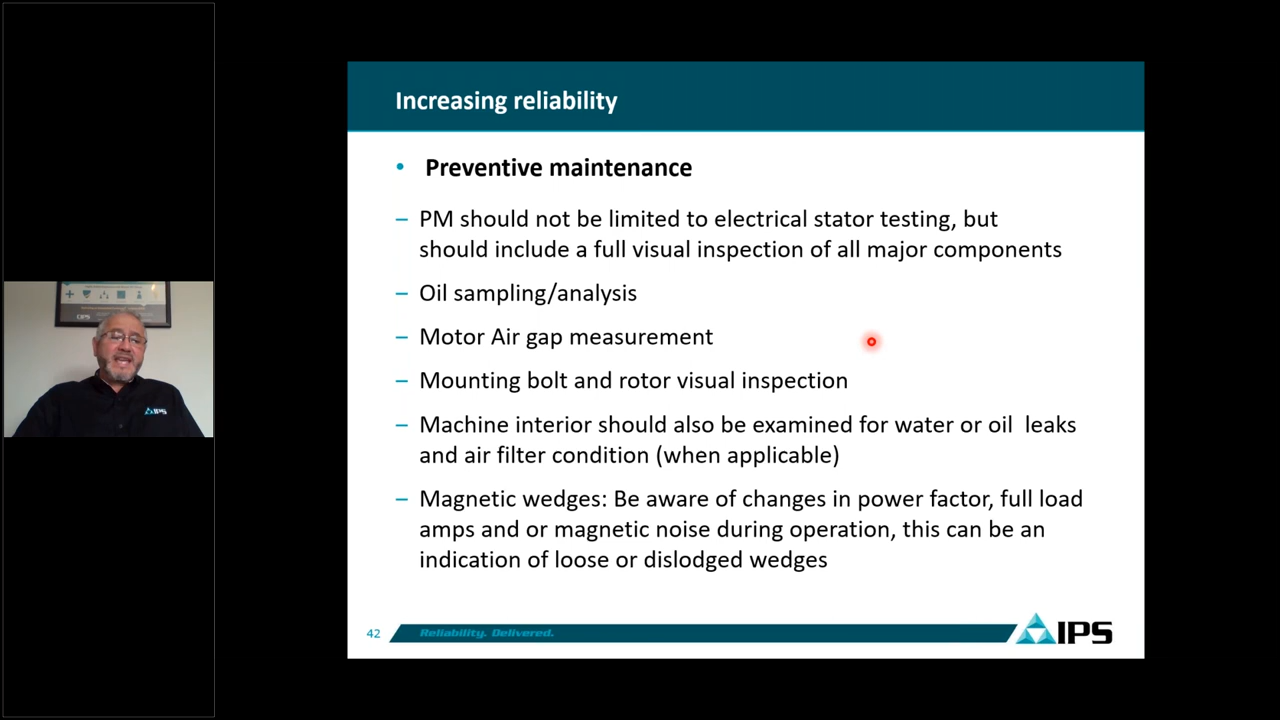 Increasing reliability
• Preventive maintenance
– PM should not be limited to electrical stator testing, but
should include a full visual inspection of all major components
– Oil sampling/analysis
– Motor Air gap measurement
– Mounting bolt and rotor visual inspection
– Machine interior should also be examined for water or oil leaks
and air filter condition (when applicable)
– Magnetic wedges: Be aware of changes in power factor, full load
amps and or magnetic noise during operation, this can be an
indication of loose or dislodged wedges
42
Reliability. Delivered.
IPS
IPS
IPS